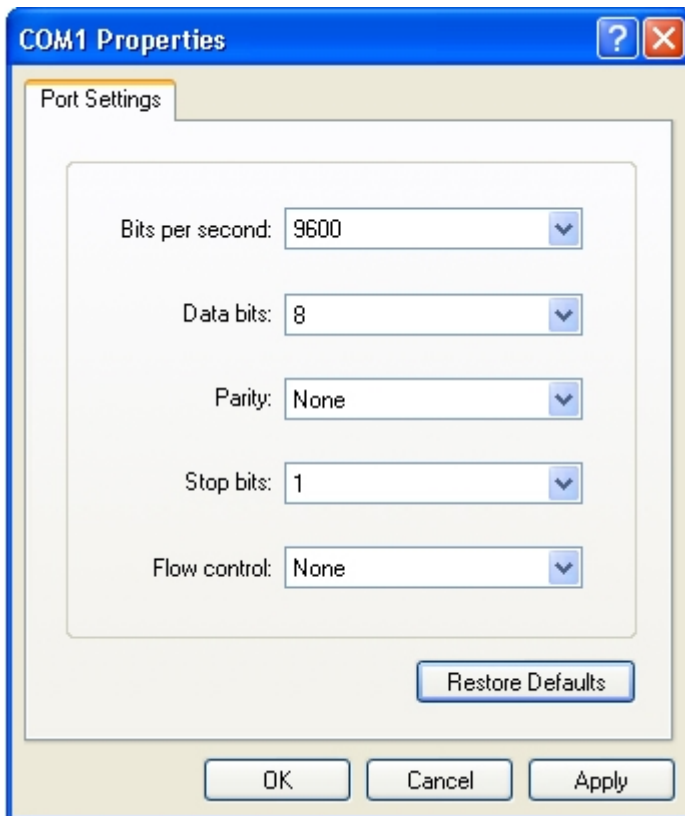 COM1 Properties
Port Settings
Bits per second: 9600
Data bits: 8
Parity: None
Stop bits: 1
Flow control: None
Restore Defaults
OK Cancel Apply